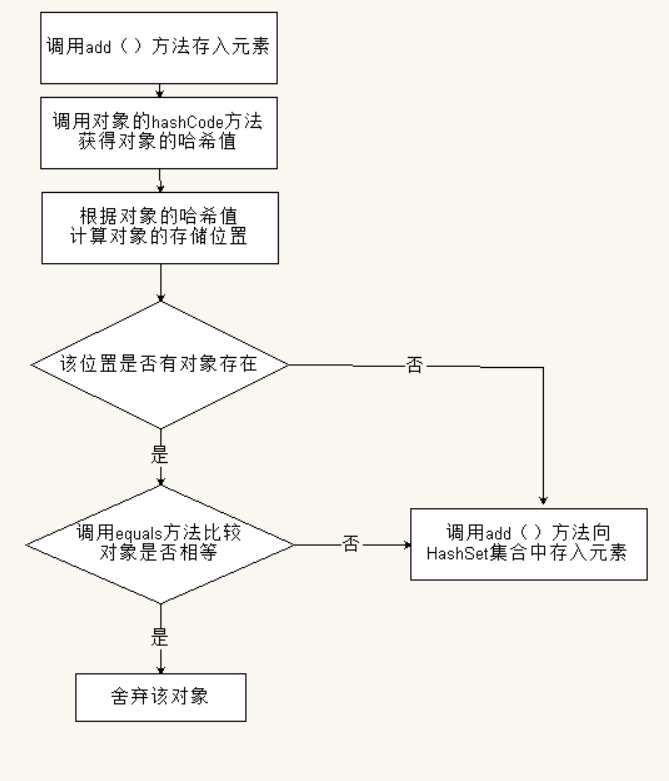 调用add（）方法存入元素
调用对象的hashCode方法
获得对象的哈希值
根据对象的哈希值
计算对象的存储位置
该位置是否有对象存在
否
是
调用equals方法比较
对象是否相等
否
调用add（）方法向
HashSet集合中存入元素
是
舍弃该对象